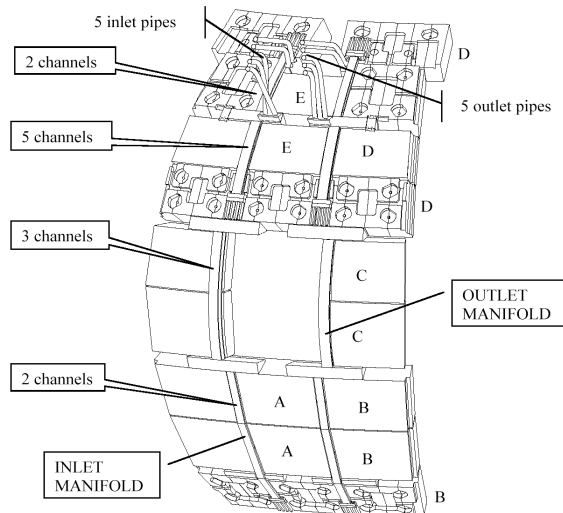 5 inlet pipes
D
2 channels
E
5 outlet pipes
5 channels
E
D
D
3 channels
C
OUTLET
MANIFOLD
C
2 channels
A
B
A
B
INLET
MANIFOLD
B